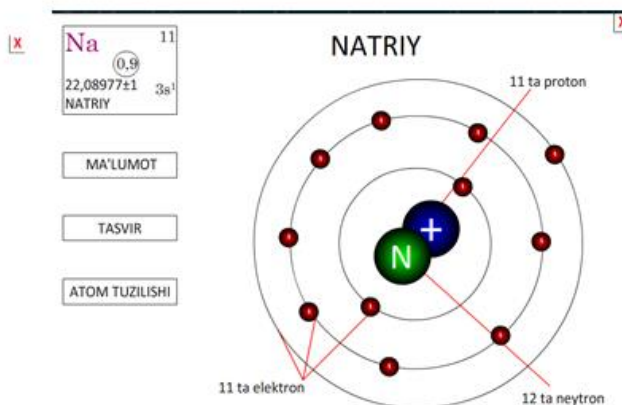 X
X
Na
11
0,9
22,08977±1
3s¹
NATRIY
NATRIY
11 ta proton
MA'LUMOT
TASVIR
ATOM TUZILISHI
+
N
11 ta elektron
12 ta neytron